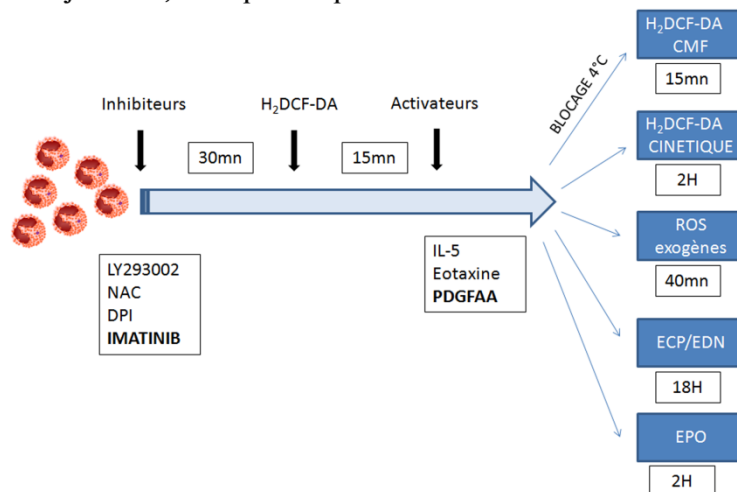 H₂DCF-DA
CMF
15mn
BLOCAGE 4°C
Inhibiteurs
H₂DCF-DA
Activateurs
30mn
15mn
H₂DCF-DA
CINETIQUE
2H
ROS
exogènes
40mn
LY293002
NAC
DPI
IMATINIB
IL-5
Eotaxine
PDGFAA
ECP/EDN
18H
EPO
2H